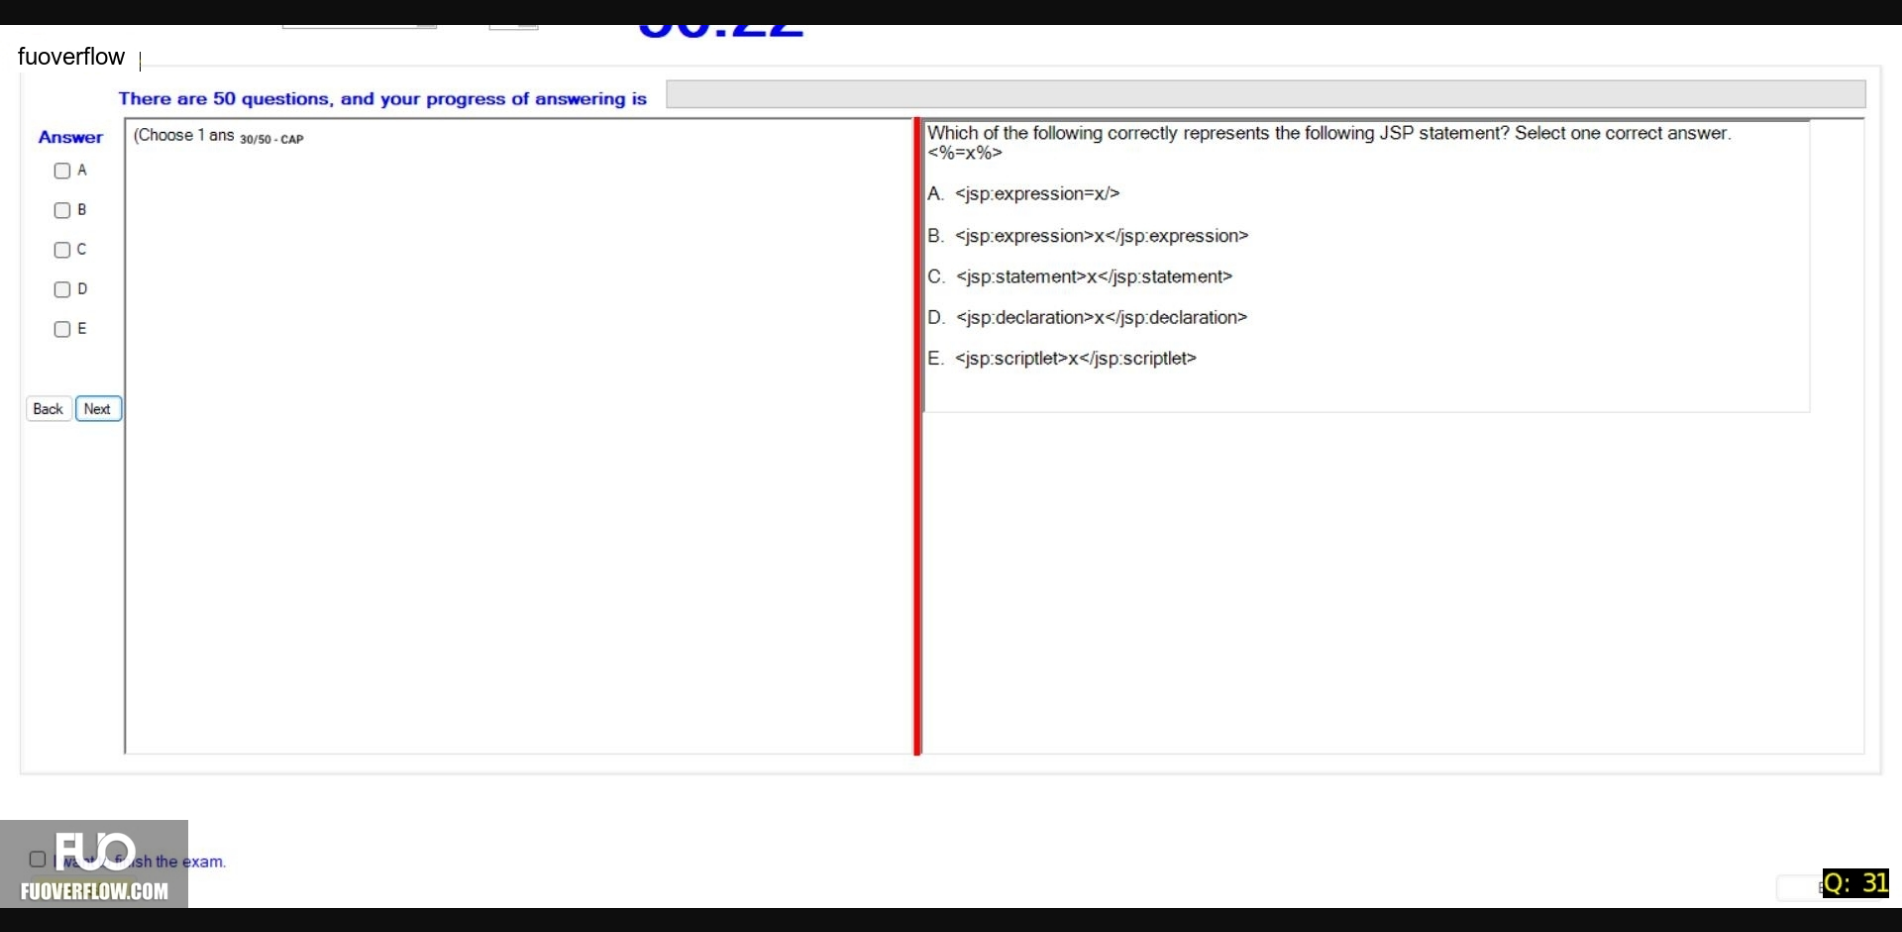 fuoverflow
There are 50 questions, and your progress of answering is
Answer
(Choose 1 ans 30/50 - CAP
A
B
C
D
E
Back Next
Which of the following correctly represents the following JSP statement? Select one correct answer.
<%=x%>
A. <jsp:expression=x/>
B. <jsp:expression>x</jsp:expression>
C. <jsp:statement>x</jsp:statement>
D. <jsp:declaration>x</jsp:declaration>
E. <jsp:scriptlet>x</jsp:scriptlet>
FUO
the exam.
FUOVERFLOW.COM
Q: 31